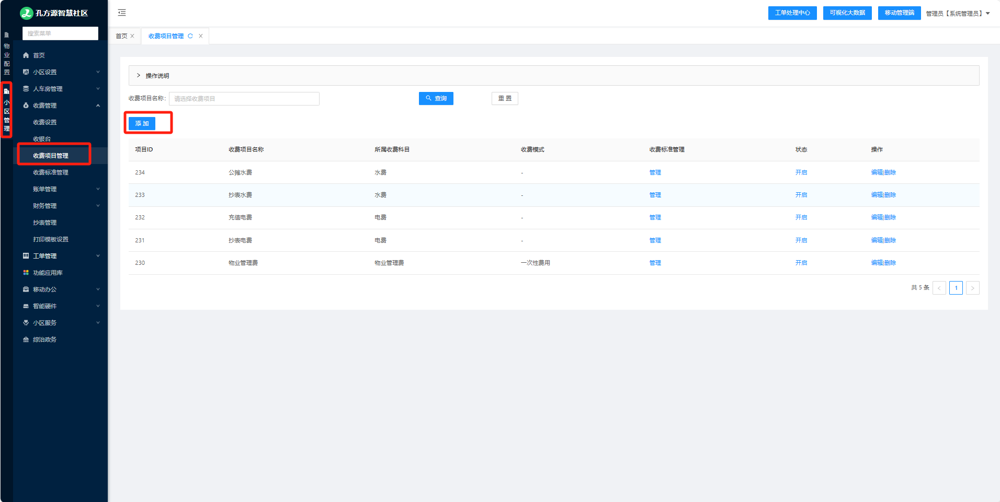 孔方源智慧社区
搜索菜单
物业配置
小区管理
首页
小区设置
人车房管理
收费管理
收费设置
收银台
收费项目管理
收费标准管理
账单管理
财务管理
抄表管理
打印模板设置
工单管理
功能应用库
移动办公
智能硬件
小区服务
综治政务
工单处理中心 可视化大数据 移动管理端 管理员【系统管理员】
首页 收费项目管理
操作说明
收费项目名称: 请选择收费项目 查询 重置
添加
项目ID 收费项目名称 所属收费科目 收费模式 收费标准管理 状态 操作
234 公摊水费 水费 - 管理 开启 编辑|删除
233 抄表水费 水费 - 管理 开启 编辑|删除
232 充值电费 电费 - 管理 开启 编辑|删除
231 抄表电费 电费 - 管理 开启 编辑|删除
230 物业管理费 物业管理费 一次性费用 管理 开启 编辑|删除
共 5 条 < 1 >